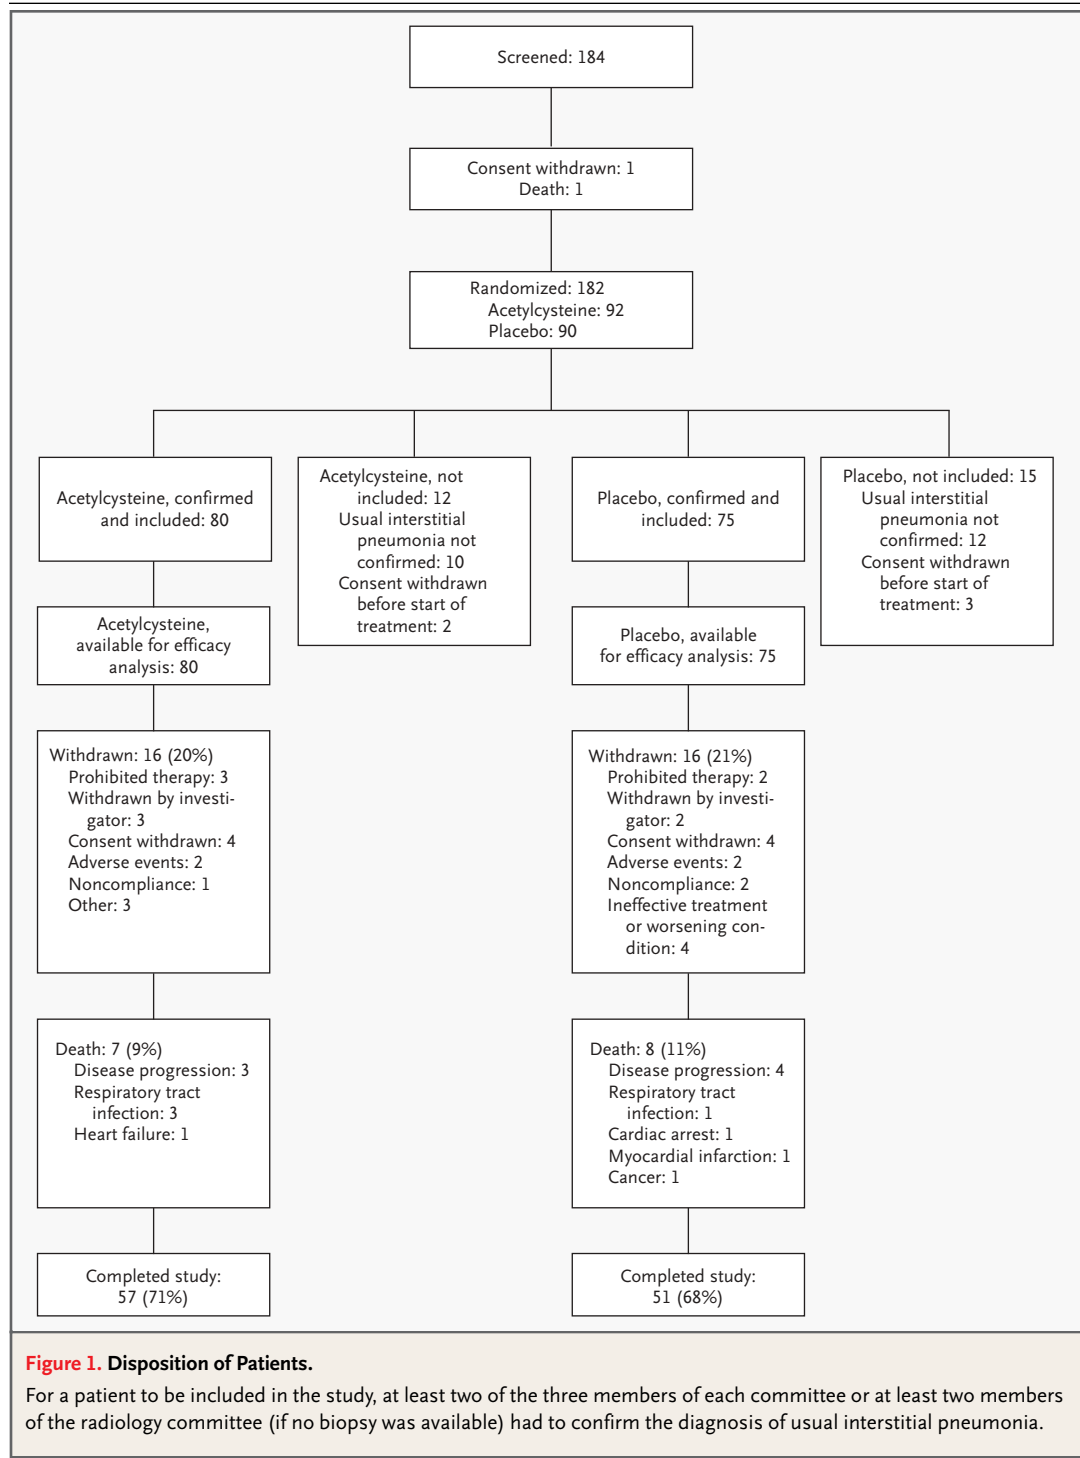 Screened: 184
Consent withdrawn: 1
Death: 1
Randomized: 182
Acetylcysteine: 92
Placebo: 90
Acetylcysteine, confirmed
and included: 80
Acetylcysteine, not
included: 12
Usual interstitial
pneumonia not
confirmed: 10
Consent withdrawn
before start of
treatment: 2
Placebo, confirmed and
included: 75
Placebo, not included: 15
Usual interstitial
pneumonia not
confirmed: 12
Consent withdrawn
before start of
treatment: 3
Acetylcysteine,
available for efficacy
analysis: 80
Placebo, available
for efficacy analysis: 75
Withdrawn: 16 (20%)
Prohibited therapy: 3
Withdrawn by investi-
gator: 3
Consent withdrawn: 4
Adverse events: 2
Noncompliance: 1
Other: 3
Withdrawn: 16 (21%)
Prohibited therapy: 2
Withdrawn by investi-
gator: 2
Consent withdrawn: 4
Adverse events: 2
Noncompliance: 2
Ineffective treatment
or worsening con-
dition: 4
Death: 7 (9%)
Disease progression: 3
Respiratory tract
infection: 3
Heart failure: 1
Death: 8 (11%)
Disease progression: 4
Respiratory tract
infection: 1
Cardiac arrest: 1
Myocardial infarction: 1
Cancer: 1
Completed study:
57 (71%)
Completed study:
51 (68%)
Figure 1. Disposition of Patients.
For a patient to be included in the study, at least two of the three members of each committee or at least two members
of the radiology committee (if no biopsy was available) had to confirm the diagnosis of usual interstitial pneumonia.